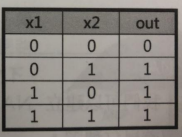 x1 x2 out
0 0 0
0 1 1
1 0 1
1 1 1